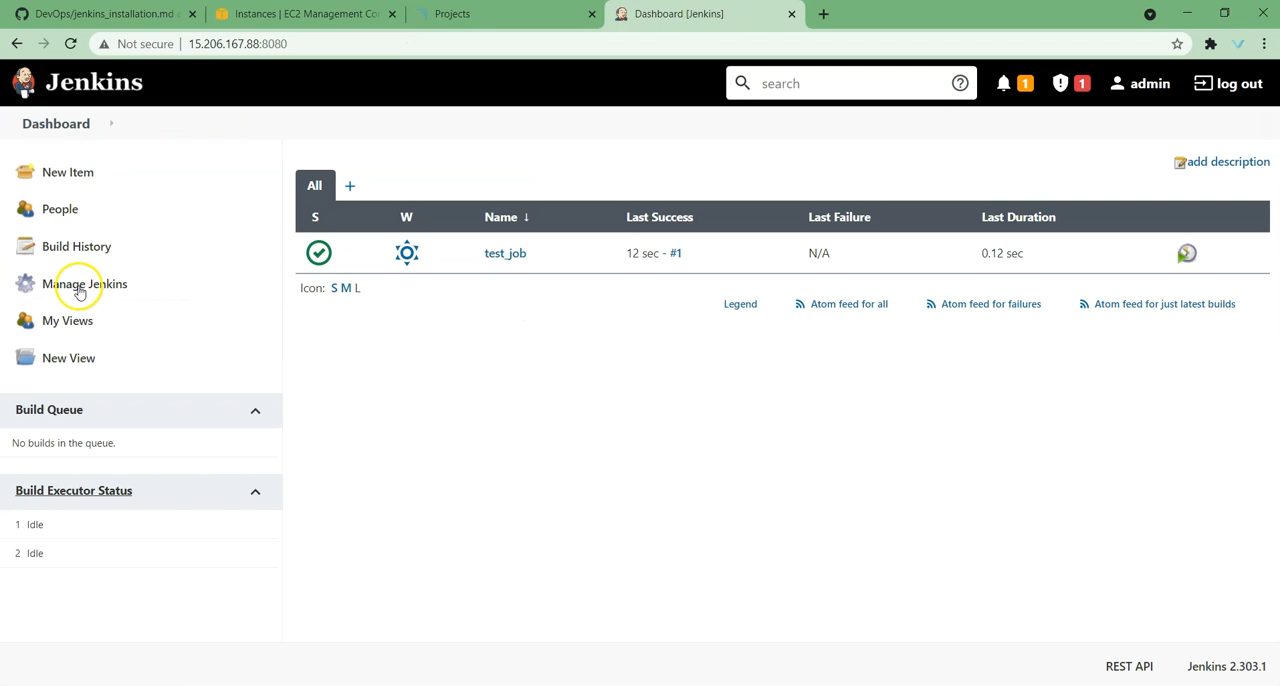 DevOps/jenkins_installation.md
Instances | EC2 Management Co
Projects
Dashboard [Jenkins]
Not secure | 15.206.167.88:8080
Jenkins
search
1
1
admin
log out
Dashboard
New Item
People
Build History
Manage Jenkins
My Views
New View
Build Queue
No builds in the queue.
Build Executor Status
1 Idle
2 Idle
add description
All +
S W Name ↓ Last Success Last Failure Last Duration
test_job 12 sec - #1 N/A 0.12 sec
Icon: S M L
Legend Atom feed for all Atom feed for failures Atom feed for just latest builds
REST API Jenkins 2.303.1